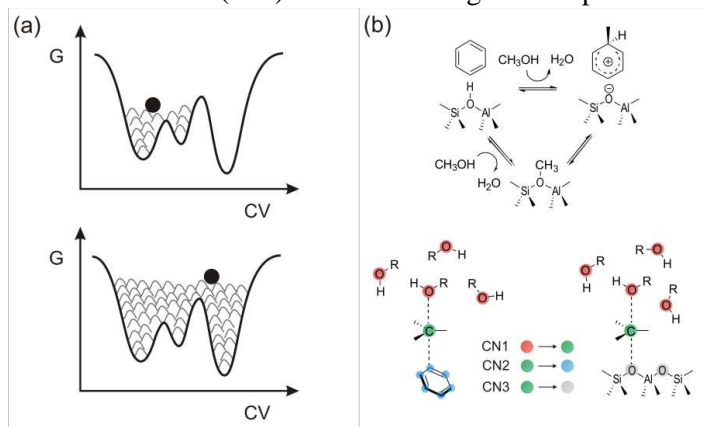 (a)
G
CV
G
CV
(b)
CH₃OH H₂O
H
⊕
H
O
Si Al
⊖
O
Si Al
CH₃OH
H₂O
CH₃
O
Si Al
R
O H
O R
H
H O R
R
O H
C
R
O H
O R
H
H O R
R
O
H
C
CN1
CN2
CN3
O O
Si Al Si